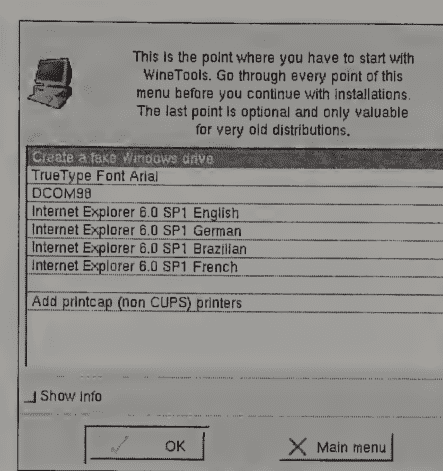 This is the point where you have to start with
WineTools. Go through every point of this
menu before you continue with installations.
The last point is optional and only valuable
for very old distributions.
Create a fake Windows drive
TrueType Font Arial
DCOM98
Internet Explorer 6.0 SP1 English
Internet Explorer 6.0 SP1 German
Internet Explorer 6.0 SP1 Brazilian
Internet Explorer 6.0 SP1 French
Add printcap (non CUPS) printers
Show info
OK
Main menu